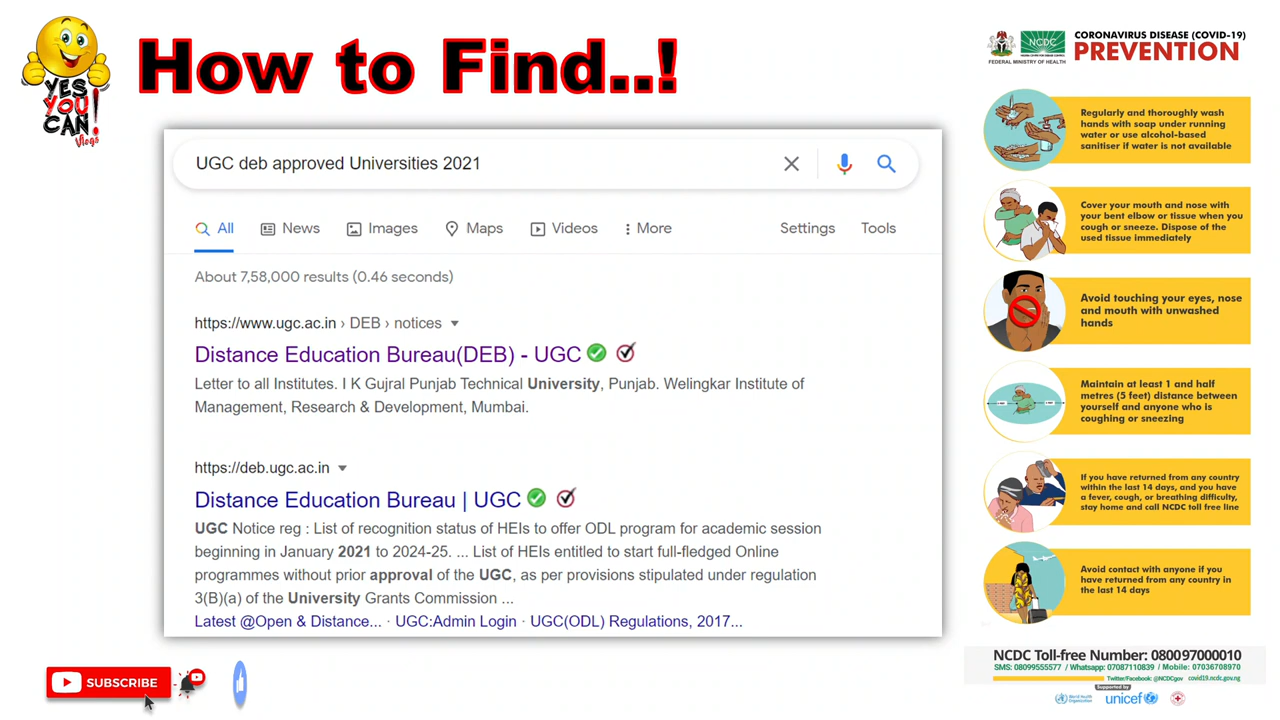 YES
YOU
CAN!
Vlogs
How to Find..!
UGC deb approved Universities 2021
All News Images Maps Videos More Settings Tools
About 7,58,000 results (0.46 seconds)
https://www.ugc.ac.in › DEB › notices
Distance Education Bureau(DEB) - UGC
Letter to all Institutes. I K Gujral Punjab Technical University, Punjab. Welingkar Institute of
Management, Research & Development, Mumbai.
https://deb.ugc.ac.in
Distance Education Bureau | UGC
UGC Notice reg : List of recognition status of HEIs to offer ODL program for academic session
beginning in January 2021 to 2024-25. ... List of HEIs entitled to start full-fledged Online
programmes without prior approval of the UGC, as per provisions stipulated under regulation
3(B)(a) of the University Grants Commission ...
Latest @Open & Distance... · UGC:Admin Login · UGC(ODL) Regulations, 2017...
SUBSCRIBE
NCDC
FEDERAL MINISTRY OF HEALTH
CORONAVIRUS DISEASE (COVID-19)
PREVENTION
Regularly and thoroughly wash
hands with soap under running
water or use alcohol-based
sanitiser if water is not available
Cover your mouth and nose with
your bent elbow or tissue when you
cough or sneeze. Dispose of the
used tissue immediately
Avoid touching your eyes, nose
and mouth with unwashed
hands
Maintain at least 1 and half
metres (5 feet) distance between
yourself and anyone who is
coughing or sneezing
If you have returned from any country
within the last 14 days, and you have
a fever, cough, or breathing difficulty,
stay home and call NCDC toll free line
Avoid contact with anyone if you
have returned from any country in
the last 14 days
NCDC Toll-free Number: 080097000010
SMS: 08099555577 / Whatsapp: 07087110839 / Mobile: 07036708970
Twitter/Facebook: @NCDCgov covid19.ncdc.gov.ng
Supported by
World Health
Organization
unicef